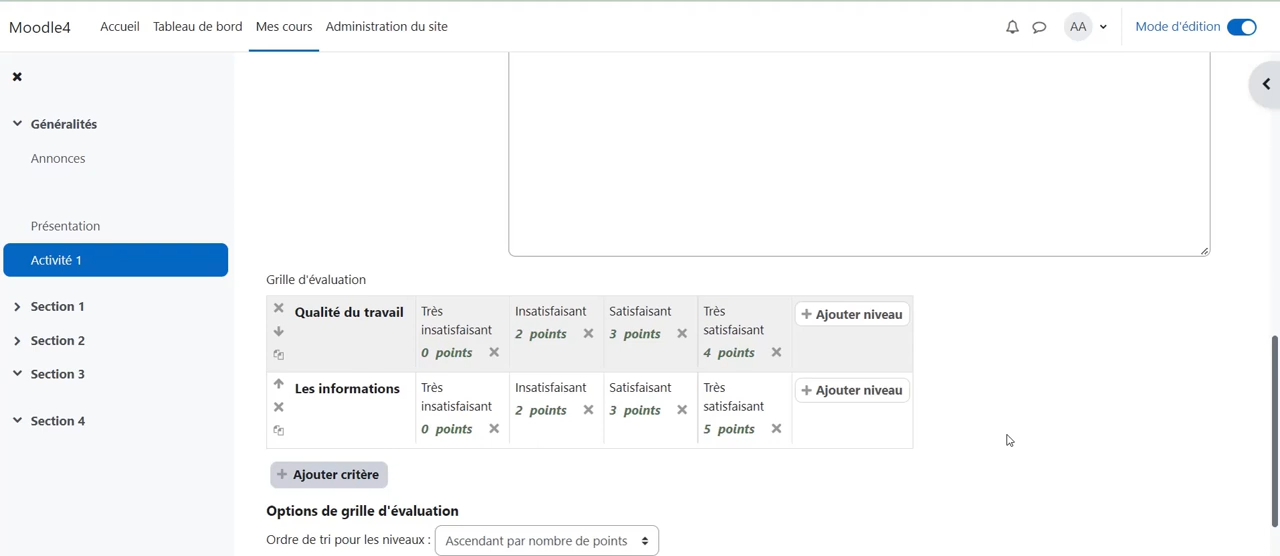 Moodle4 Accueil Tableau de bord Mes cours Administration du site AA Mode d'édition
Généralités
Annonces
Présentation
Activité 1
Section 1
Section 2
Section 3
Section 4
Grille d'évaluation
Qualité du travail
Très
insatisfaisant
0 points
Insatisfaisant
2 points
Satisfaisant
3 points
Très
satisfaisant
4 points
+ Ajouter niveau
Les informations
Très
insatisfaisant
0 points
Insatisfaisant
2 points
Satisfaisant
3 points
Très
satisfaisant
5 points
+ Ajouter niveau
+ Ajouter critère
Options de grille d'évaluation
Ordre de tri pour les niveaux : Ascendant par nombre de points